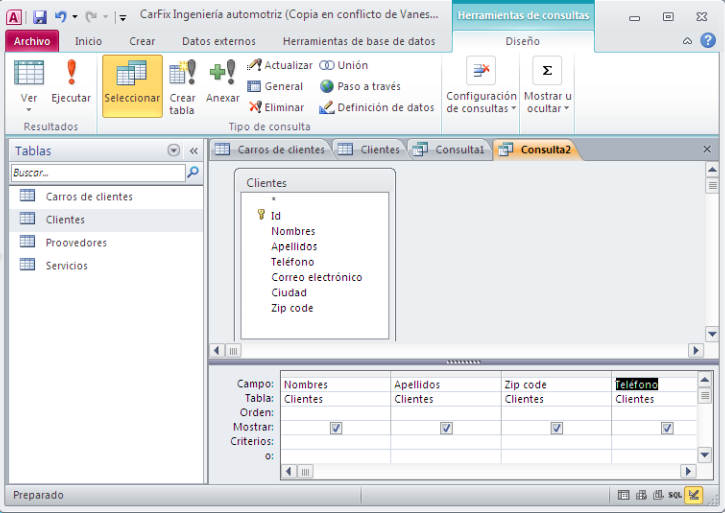 CarFix Ingeniería automotriz (Copia en conflicto de Vanes...
Herramientas de consultas
Archivo Inicio Crear Datos externos Herramientas de base de datos Diseño
Ver
Ejecutar
Resultados
Seleccionar
Crear tabla
Anexar
Actualizar
General
Eliminar
Unión
Paso a través
Definición de datos
Tipo de consulta
Configuración de consultas
Mostrar u ocultar
Tablas
Buscar...
Carros de clientes
Clientes
Proovedores
Servicios
Carros de clientes Clientes Consulta1 Consulta2
Clientes
*
Id
Nombres
Apellidos
Teléfono
Correo electrónico
Ciudad
Zip code
Campo: Nombres Apellidos Zip code Teléfono
Tabla: Clientes Clientes Clientes Clientes
Orden:
Mostrar:
Criterios:
o:
Preparado
SQL